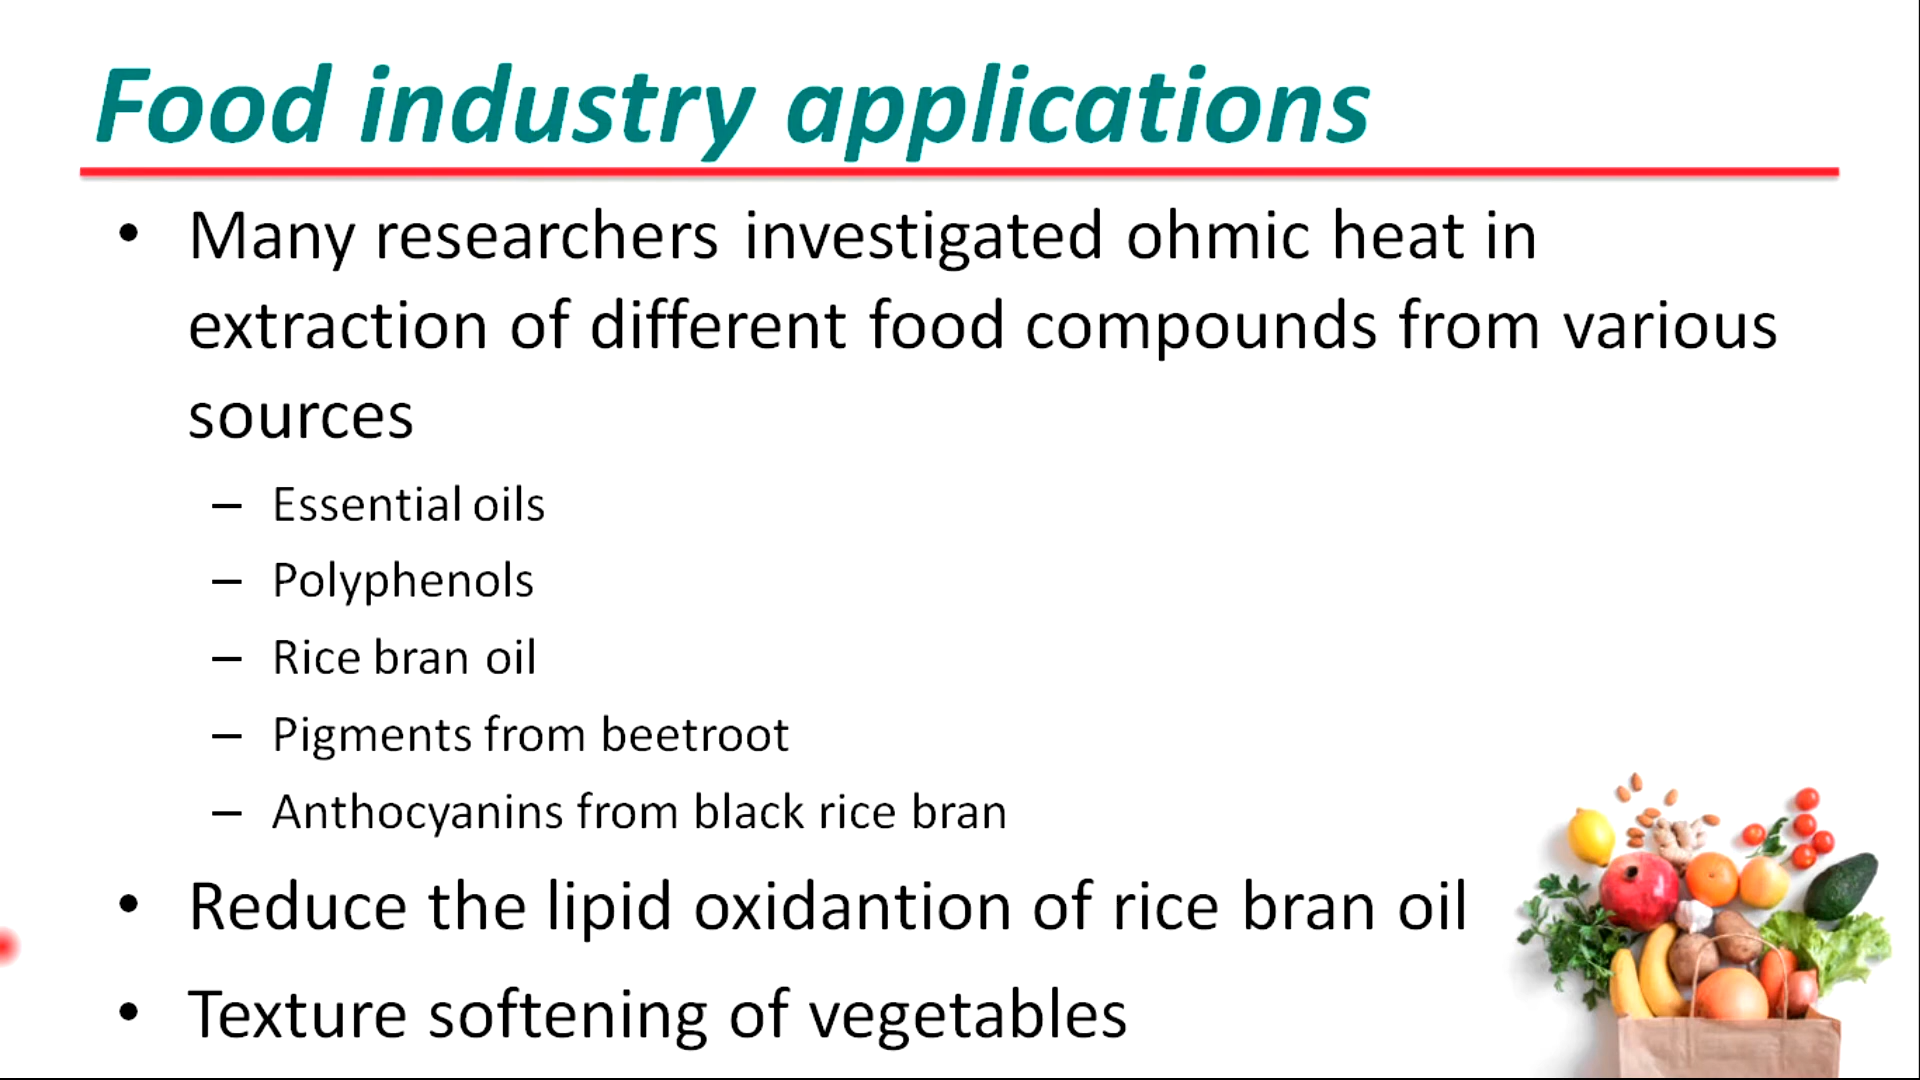 Food industry applications
• Many researchers investigated ohmic heat in
extraction of different food compounds from various
sources
– Essential oils
– Polyphenols
– Rice bran oil
– Pigments from beetroot
– Anthocyanins from black rice bran
• Reduce the lipid oxidantion of rice bran oil
• Texture softening of vegetables